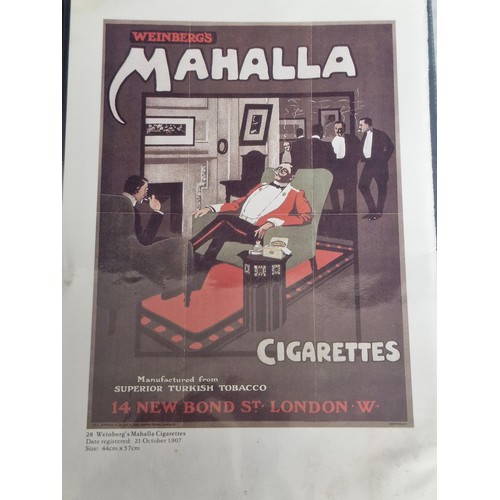 WEINBERG'S
MAHALLA
CIGARETTES
Manufactured from
SUPERIOR TURKISH TOBACCO
14 NEW BOND ST. LONDON. W.
28 Weinberg's Mahalla Cigarettes
Date registered: 21 October 1907
Size: 44cm x 57cm